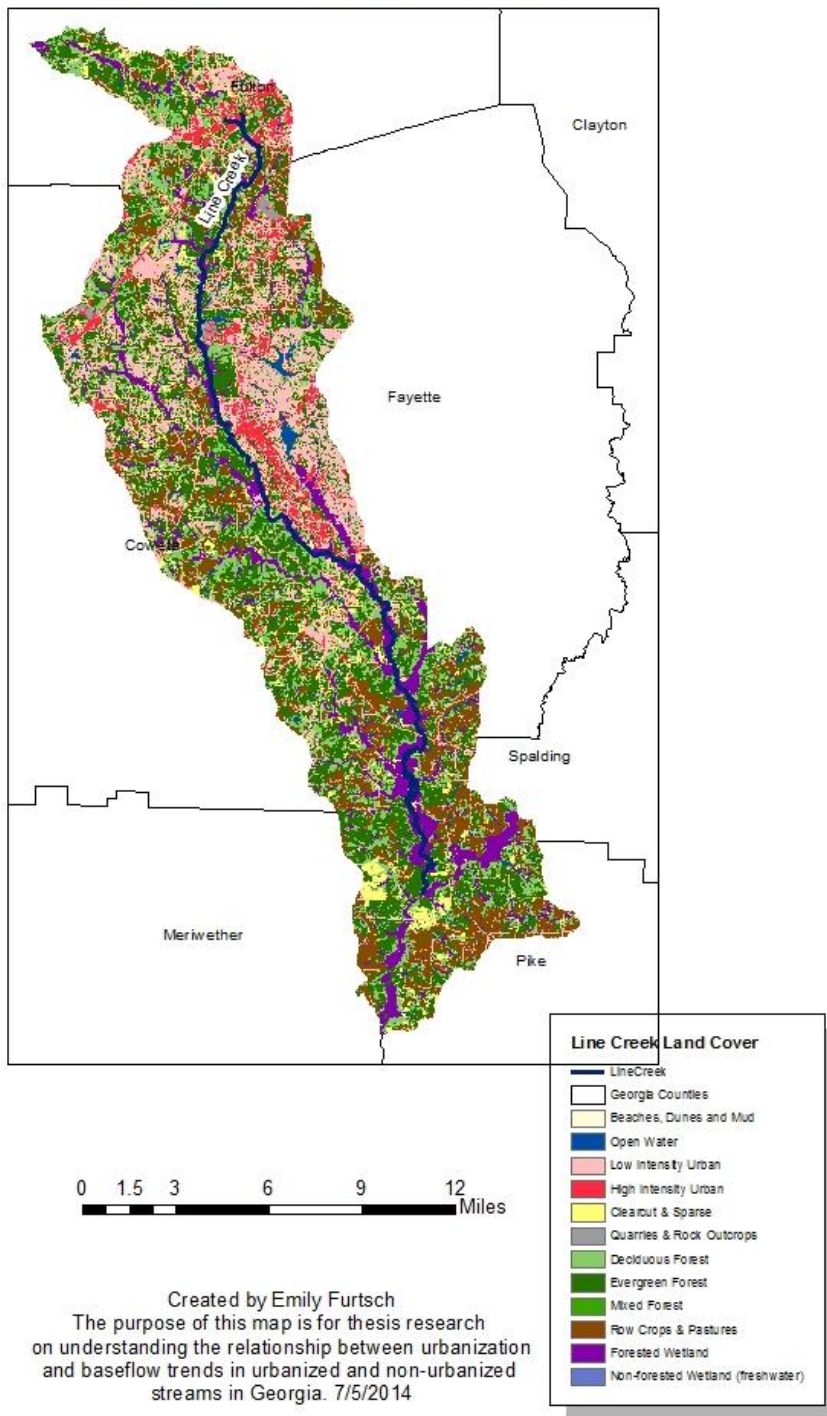 Fulton
Clayton
Line Creek
Fayette
Coweta
Spalding
Meriwether
Pike
Line Creek Land Cover
LineCreek
Georgia Counties
Beaches, Dunes and Mud
Open Water
Low Intensity Urban
High Intensity Urban
Clearcut & Sparse
Quarries & Rock Outcrops
Deciduous Forest
Evergreen Forest
Mixed Forest
Row Crops & Pastures
Forested Wetland
Non-forested Wetland (freshwater)
0 1.5 3 6 9 12
Miles
Created by Emily Furtsch
The purpose of this map is for thesis research
on understanding the relationship between urbanization
and baseflow trends in urbanized and non-urbanized
streams in Georgia. 7/5/2014